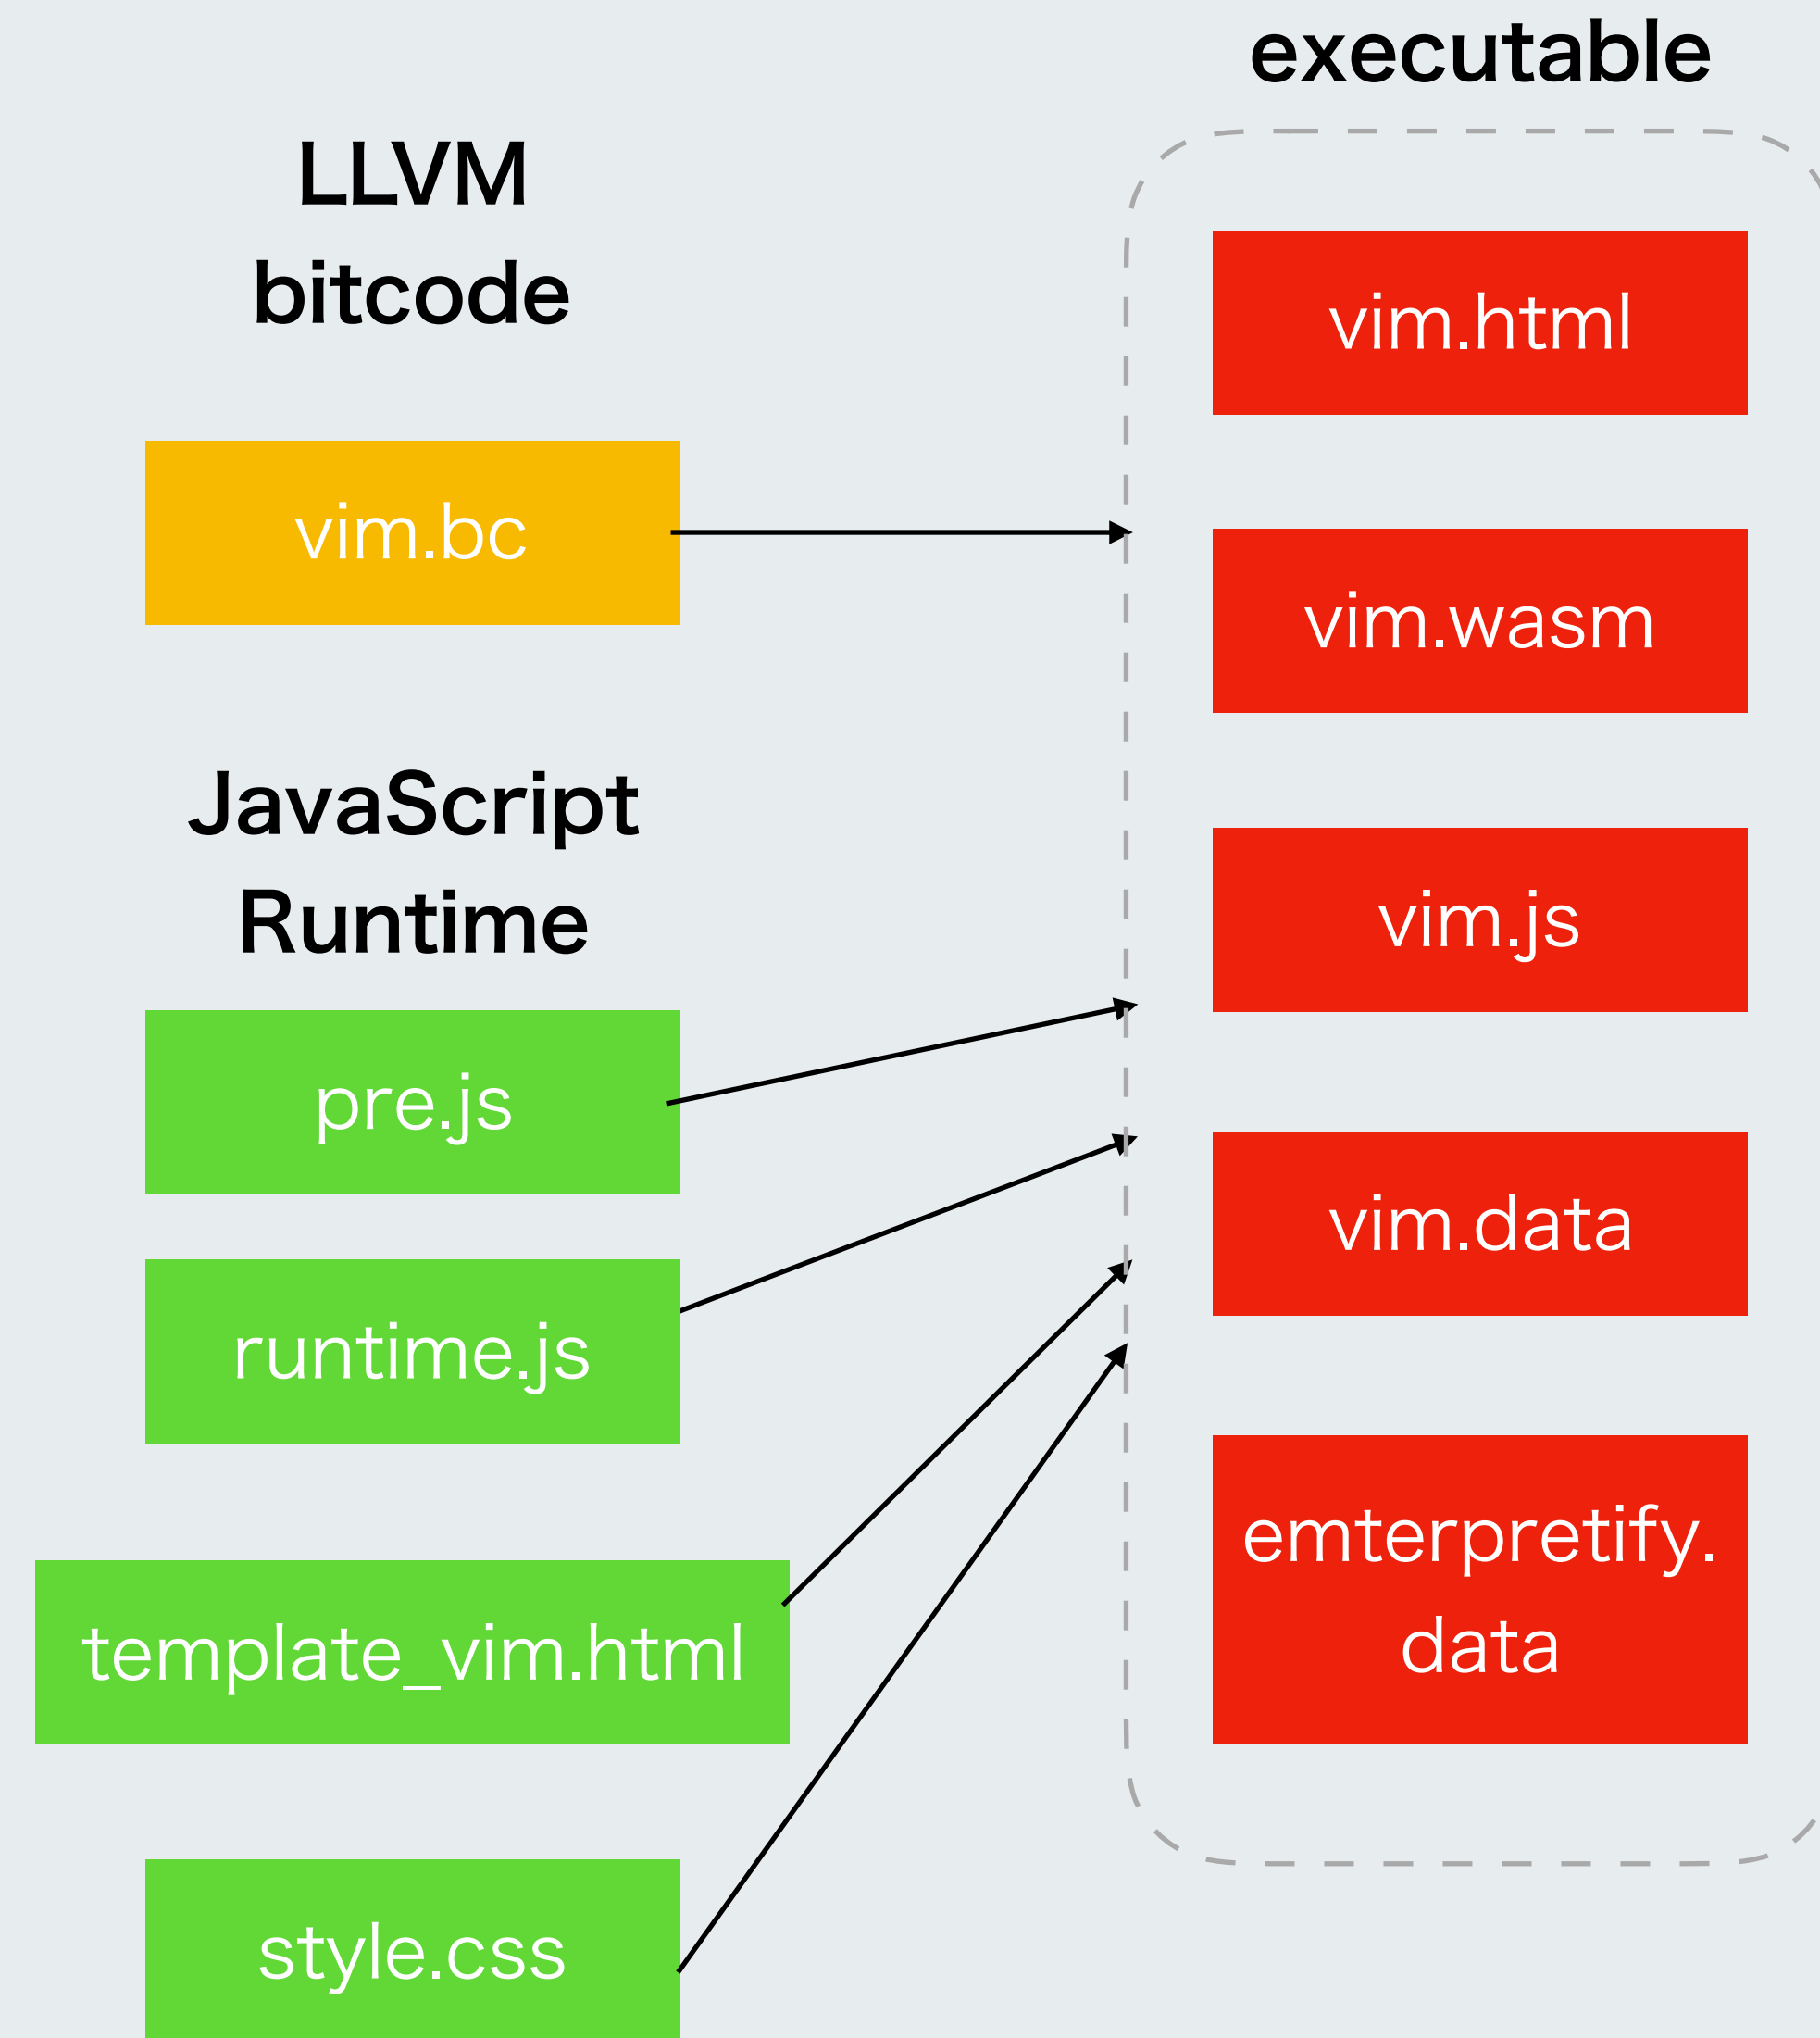 LLVM
bitcode
vim.bc
JavaScript
Runtime
pre.js
runtime.js
template_vim.html
style.css
executable
vim.html
vim.wasm
vim.js
vim.data
emterpretify.
data